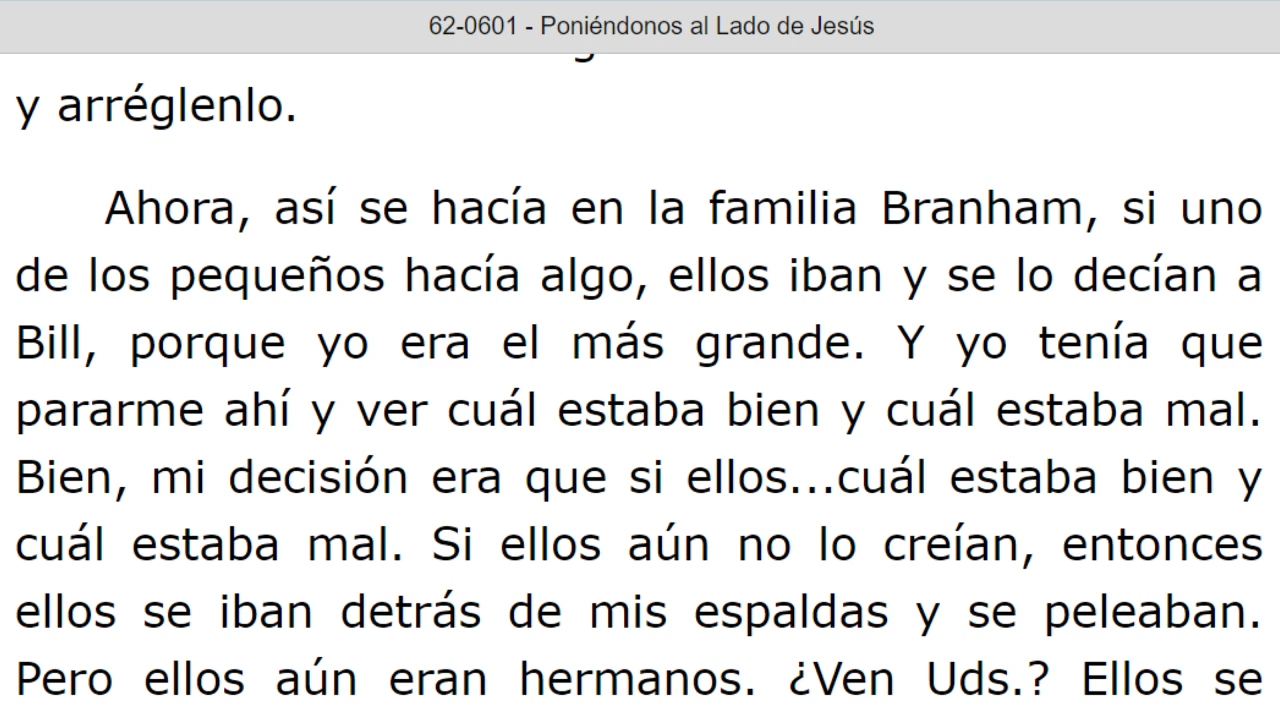 62-0601 - Poniéndonos al Lado de Jesús
y arréglenlo.
Ahora, así se hacía en la familia Branham, si uno
de los pequeños hacía algo, ellos iban y se lo decían a
Bill, porque yo era el más grande. Y yo tenía que
pararme ahí y ver cuál estaba bien y cuál estaba mal.
Bien, mi decisión era que si ellos...cuál estaba bien y
cuál estaba mal. Si ellos aún no lo creían, entonces
ellos se iban detrás de mis espaldas y se peleaban.
Pero ellos aún eran hermanos. ¿Ven Uds.? Ellos se